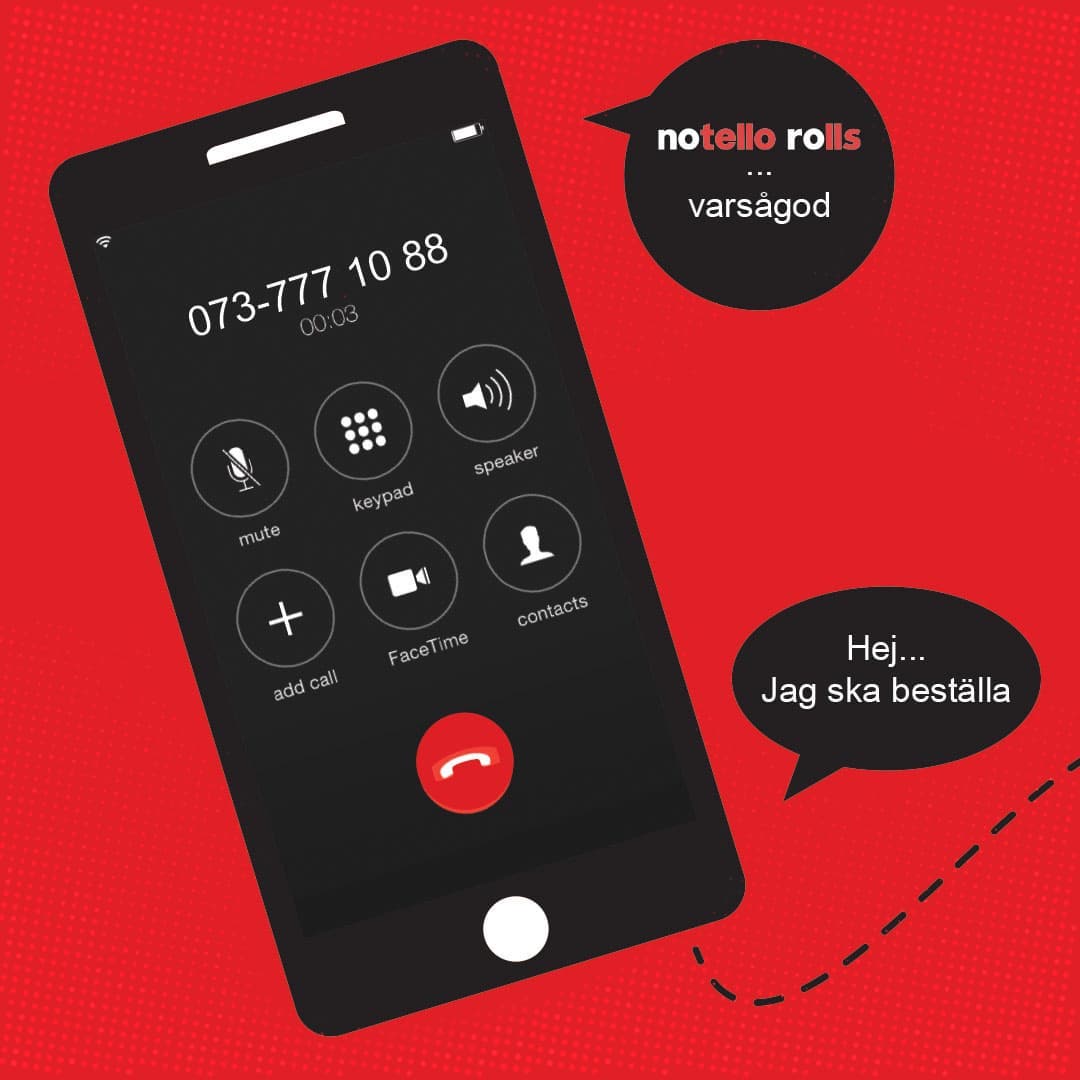 notello rolls
...
varsågod
073-777 10 88
00:03
mute
keypad
speaker
add call
FaceTime
contacts
Hej...
Jag ska beställa